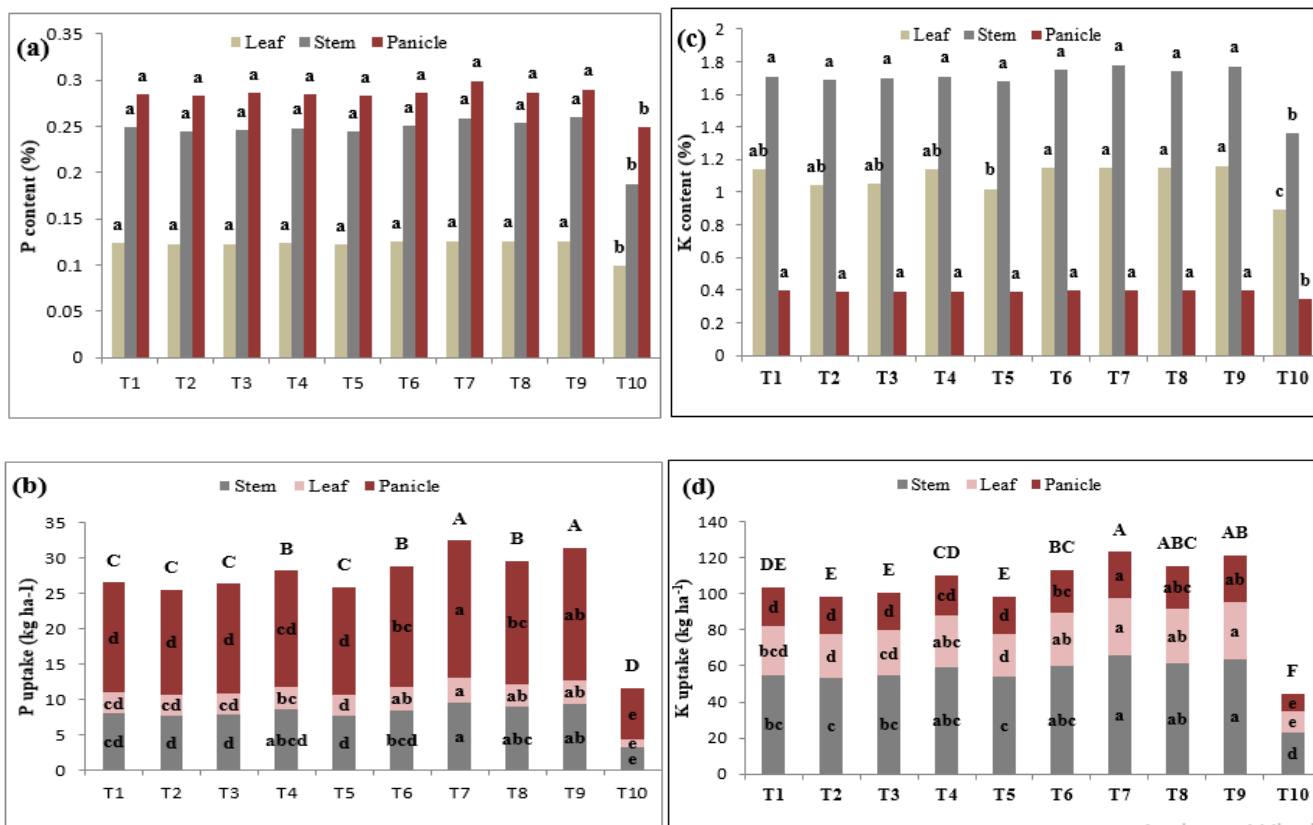 (a)
Leaf Stem Panicle
P content (%)
0.35
0.3
0.25
0.2
0.15
0.1
0.05
0
a a a a a a a a a b
a a a a a a a a a b
a a a a a a a a a b
T1 T2 T3 T4 T5 T6 T7 T8 T9 T10
(c)
Leaf Stem Panicle
K content (%)
2
1.8
1.6
1.4
1.2
1
0.8
0.6
0.4
0.2
0
a a a a a a a a a b
ab ab ab ab b a a a a c
a a a a a a a a a b
T1 T2 T3 T4 T5 T6 T7 T8 T9 T10
(b)
Stem Leaf Panicle
P uptake (kg ha-1)
35
30
25
20
15
10
5
0
C C C B C B A B A D
d d d cd d bc a bc ab e
cd cd cd bc d ab a ab ab e
cd d d abcd d bcd a abc ab e
T1 T2 T3 T4 T5 T6 T7 T8 T9 T10
(d)
Stem Leaf Panicle
K uptake (kg ha⁻¹)
140
120
100
80
60
40
20
0
DE E E CD E BC A ABC AB F
d d d cd d bc a abc ab e
bcd d cd abc d ab a ab a e
bc c bc abc c abc a ab a d
T1 T2 T3 T4 T5 T6 T7 T8 T9 T10